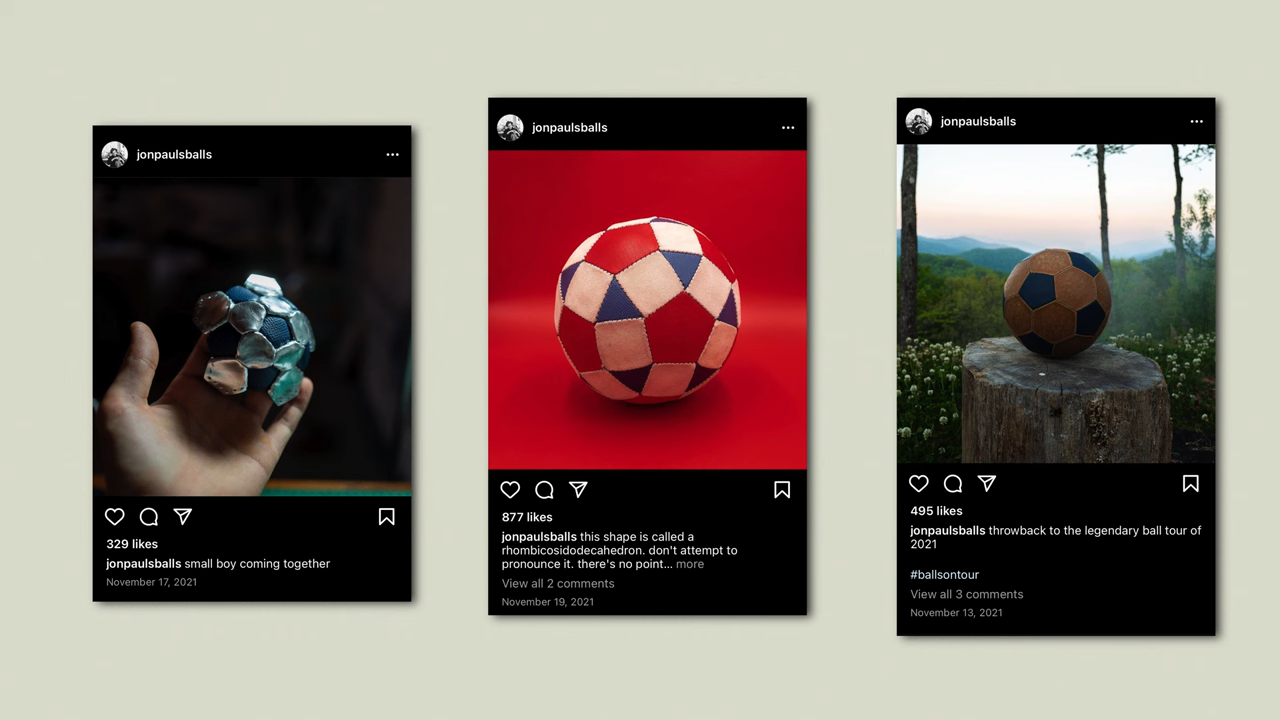 jonpaulsballs
329 likes
jonpaulsballs small boy coming together
November 17, 2021
jonpaulsballs
877 likes
jonpaulsballs this shape is called a
rhombicosidodecahedron. don't attempt to
pronounce it. there's no point... more
View all 2 comments
November 19, 2021
jonpaulsballs
495 likes
jonpaulsballs throwback to the legendary ball tour of
2021
#ballsontour
View all 3 comments
November 13, 2021